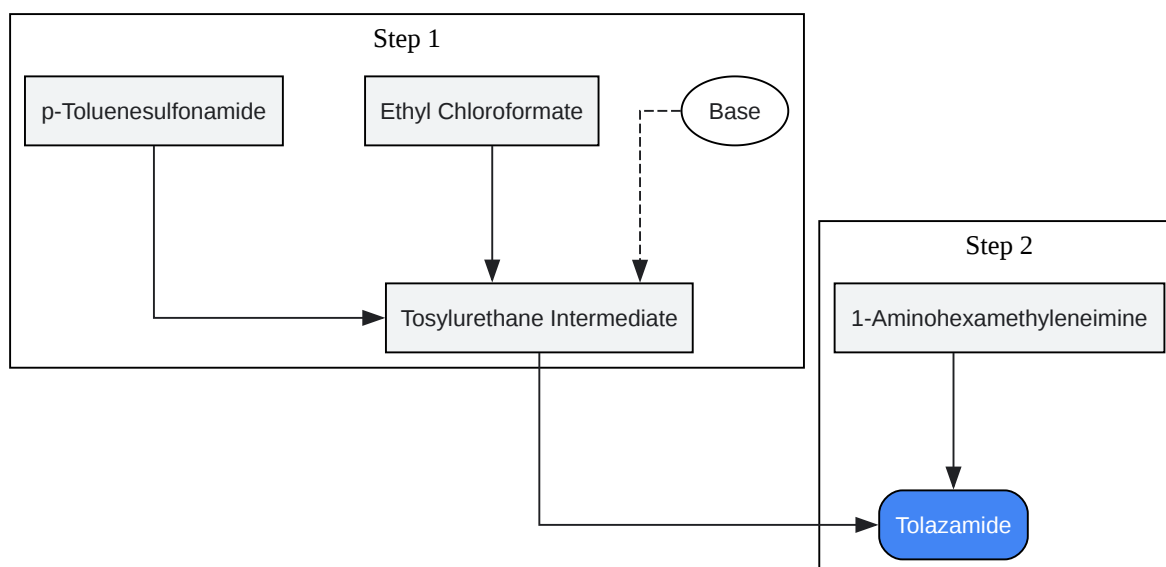 Step 1
p-Toluenesulfonamide
Ethyl Chloroformate
Base
Tosylurethane Intermediate
Step 2
1-Aminohexamethyleneimine
Tolazamide